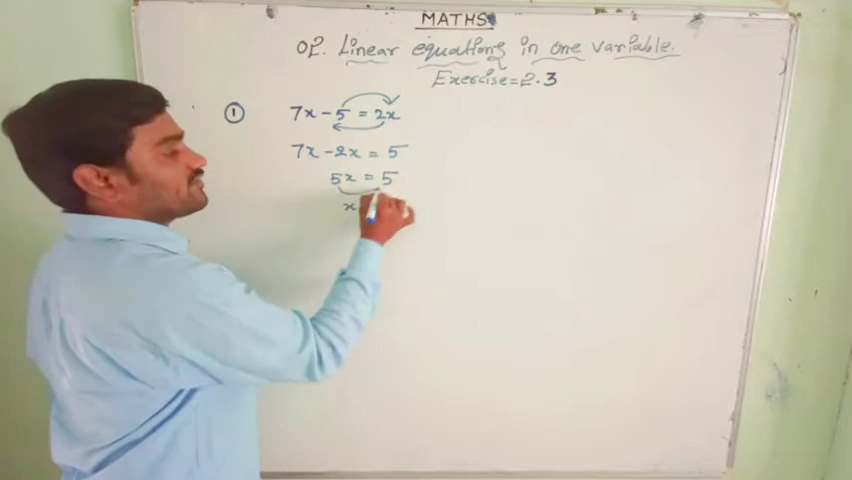 MATHS
02. Linear equations in one variable.
Exercise=2.3
① 7x-5=2x
7x-2x=5
5x=5
x